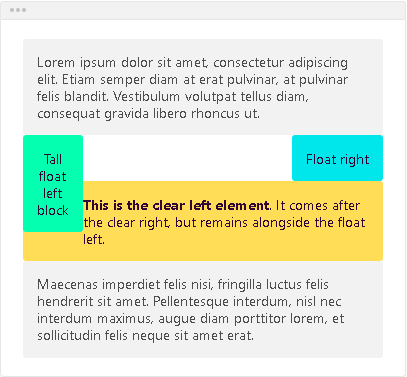 Lorem ipsum dolor sit amet, consectetur adipiscing
elit. Etiam semper diam at erat pulvinar, at pulvinar
felis blandit. Vestibulum volutpat tellus diam,
consequat gravida libero rhoncus ut.
Tall
float
left
block
Float right
This is the clear left element. It comes after
the clear right, but remains alongside the float
left.
Maecenas imperdiet felis nisi, fringilla luctus felis
hendrerit sit amet. Pellentesque interdum, nisl nec
interdum maximus, augue diam porttitor lorem, et
sollicitudin felis neque sit amet erat.